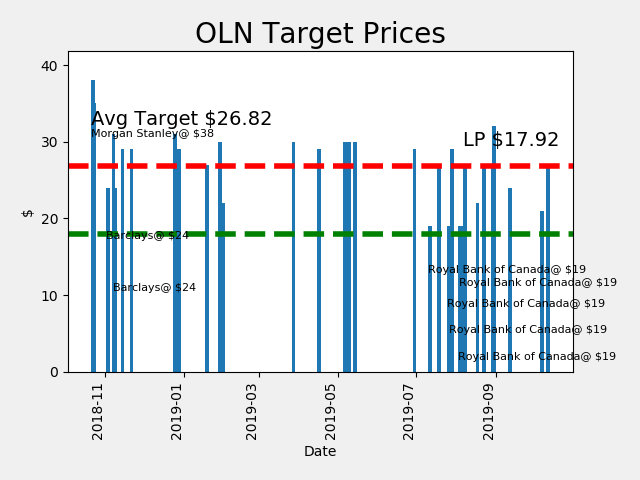 OLN Target Prices
40
30
20
10
0
$
Avg Target $26.82
Morgan Stanley@ $38
LP $17.92
Barclays@ $24
Barclays@ $24
Royal Bank of Canada@ $19
Royal Bank of Canada@ $19
Royal Bank of Canada@ $19
Royal Bank of Canada@ $19
Royal Bank of Canada@ $19
2018-11
2019-01
2019-03
2019-05
2019-07
2019-09
Date